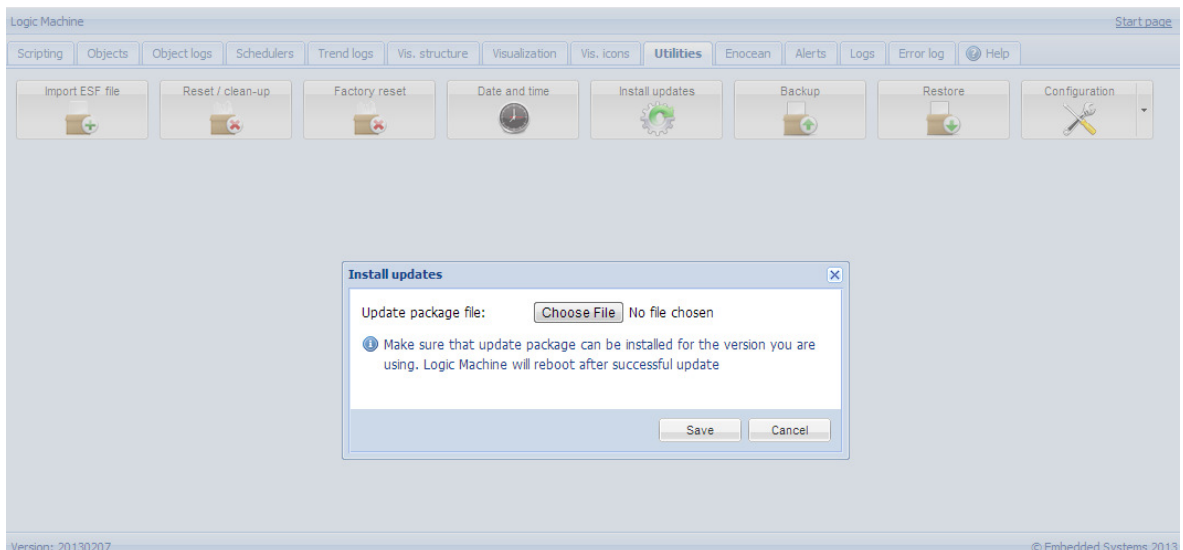 Logic Machine Start page
Scripting Objects Object logs Schedulers Trend logs Vis. structure Visualization Vis. icons Utilities Enocean Alerts Logs Error log Help
Import ESF file Reset / clean-up Factory reset Date and time Install updates Backup Restore Configuration
Install updates
Update package file: Choose File No file chosen
Make sure that update package can be installed for the version you are
using. Logic Machine will reboot after successful update
Save Cancel
Version: 20130207 © Embedded Systems 2013